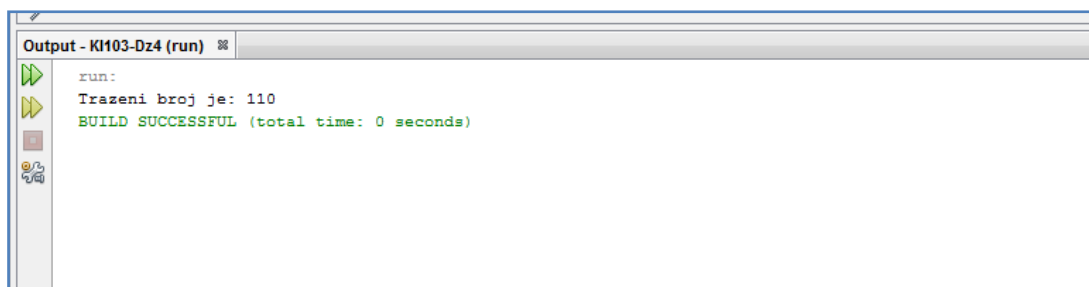 Output - KI103-Dz4 (run)
run:
Trazeni broj je: 110
BUILD SUCCESSFUL (total time: 0 seconds)